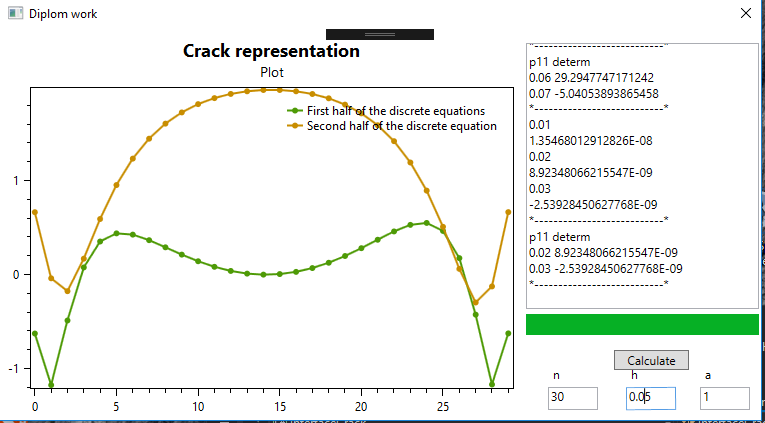 Diplom work
Crack representation
Plot
First half of the discrete equations
Second half of the discrete equation
1
0
-1
0 5 10 15 20 25
*----------------------------*
p11 determ
0.06 29.2947747171242
0.07 -5.04053893865458
*----------------------------*
0.01
1.35468012912826E-08
0.02
8.92348066215547E-09
0.03
-2.53928450627768E-09
*----------------------------*
p11 determ
0.02 8.92348066215547E-09
0.03 -2.53928450627768E-09
*----------------------------*
Calculate
n h a
30 0.05 1